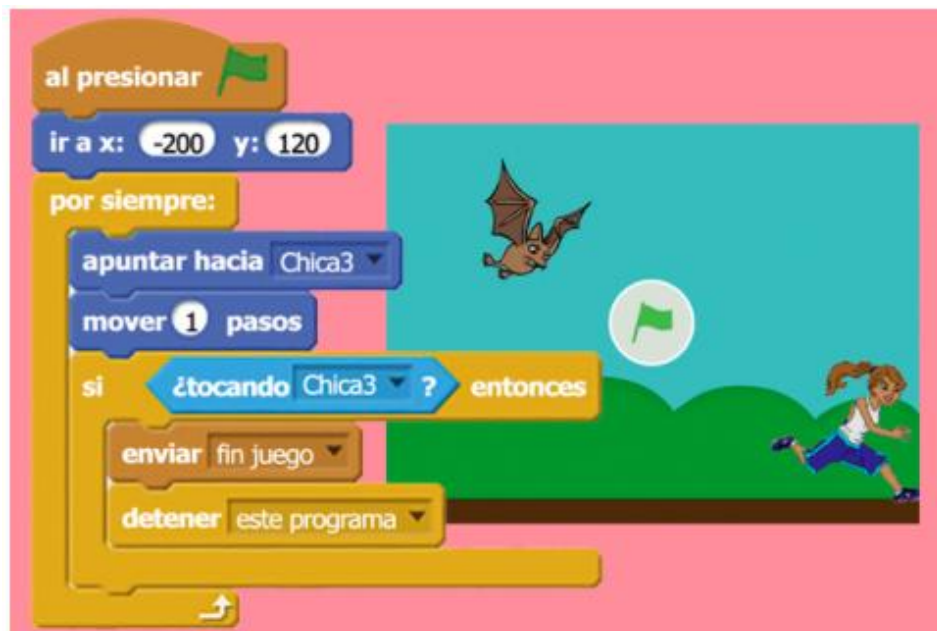 al presionar
ir a x: -200 y: 120
por siempre:
apuntar hacia Chica3
mover 1 pasos
si ¿tocando Chica3 ? entonces
enviar fin juego
detener este programa